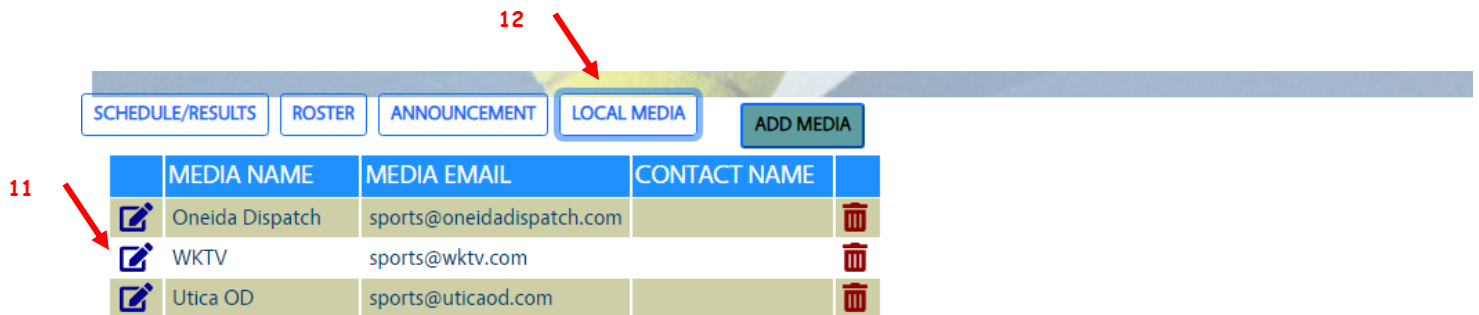 12
SCHEDULE/RESULTS ROSTER ANNOUNCEMENT LOCAL MEDIA ADD MEDIA
MEDIA NAME MEDIA EMAIL CONTACT NAME
11
Oneida Dispatch sports@oneidadispatch.com
WKTV sports@wktv.com
Utica OD sports@uticaod.com